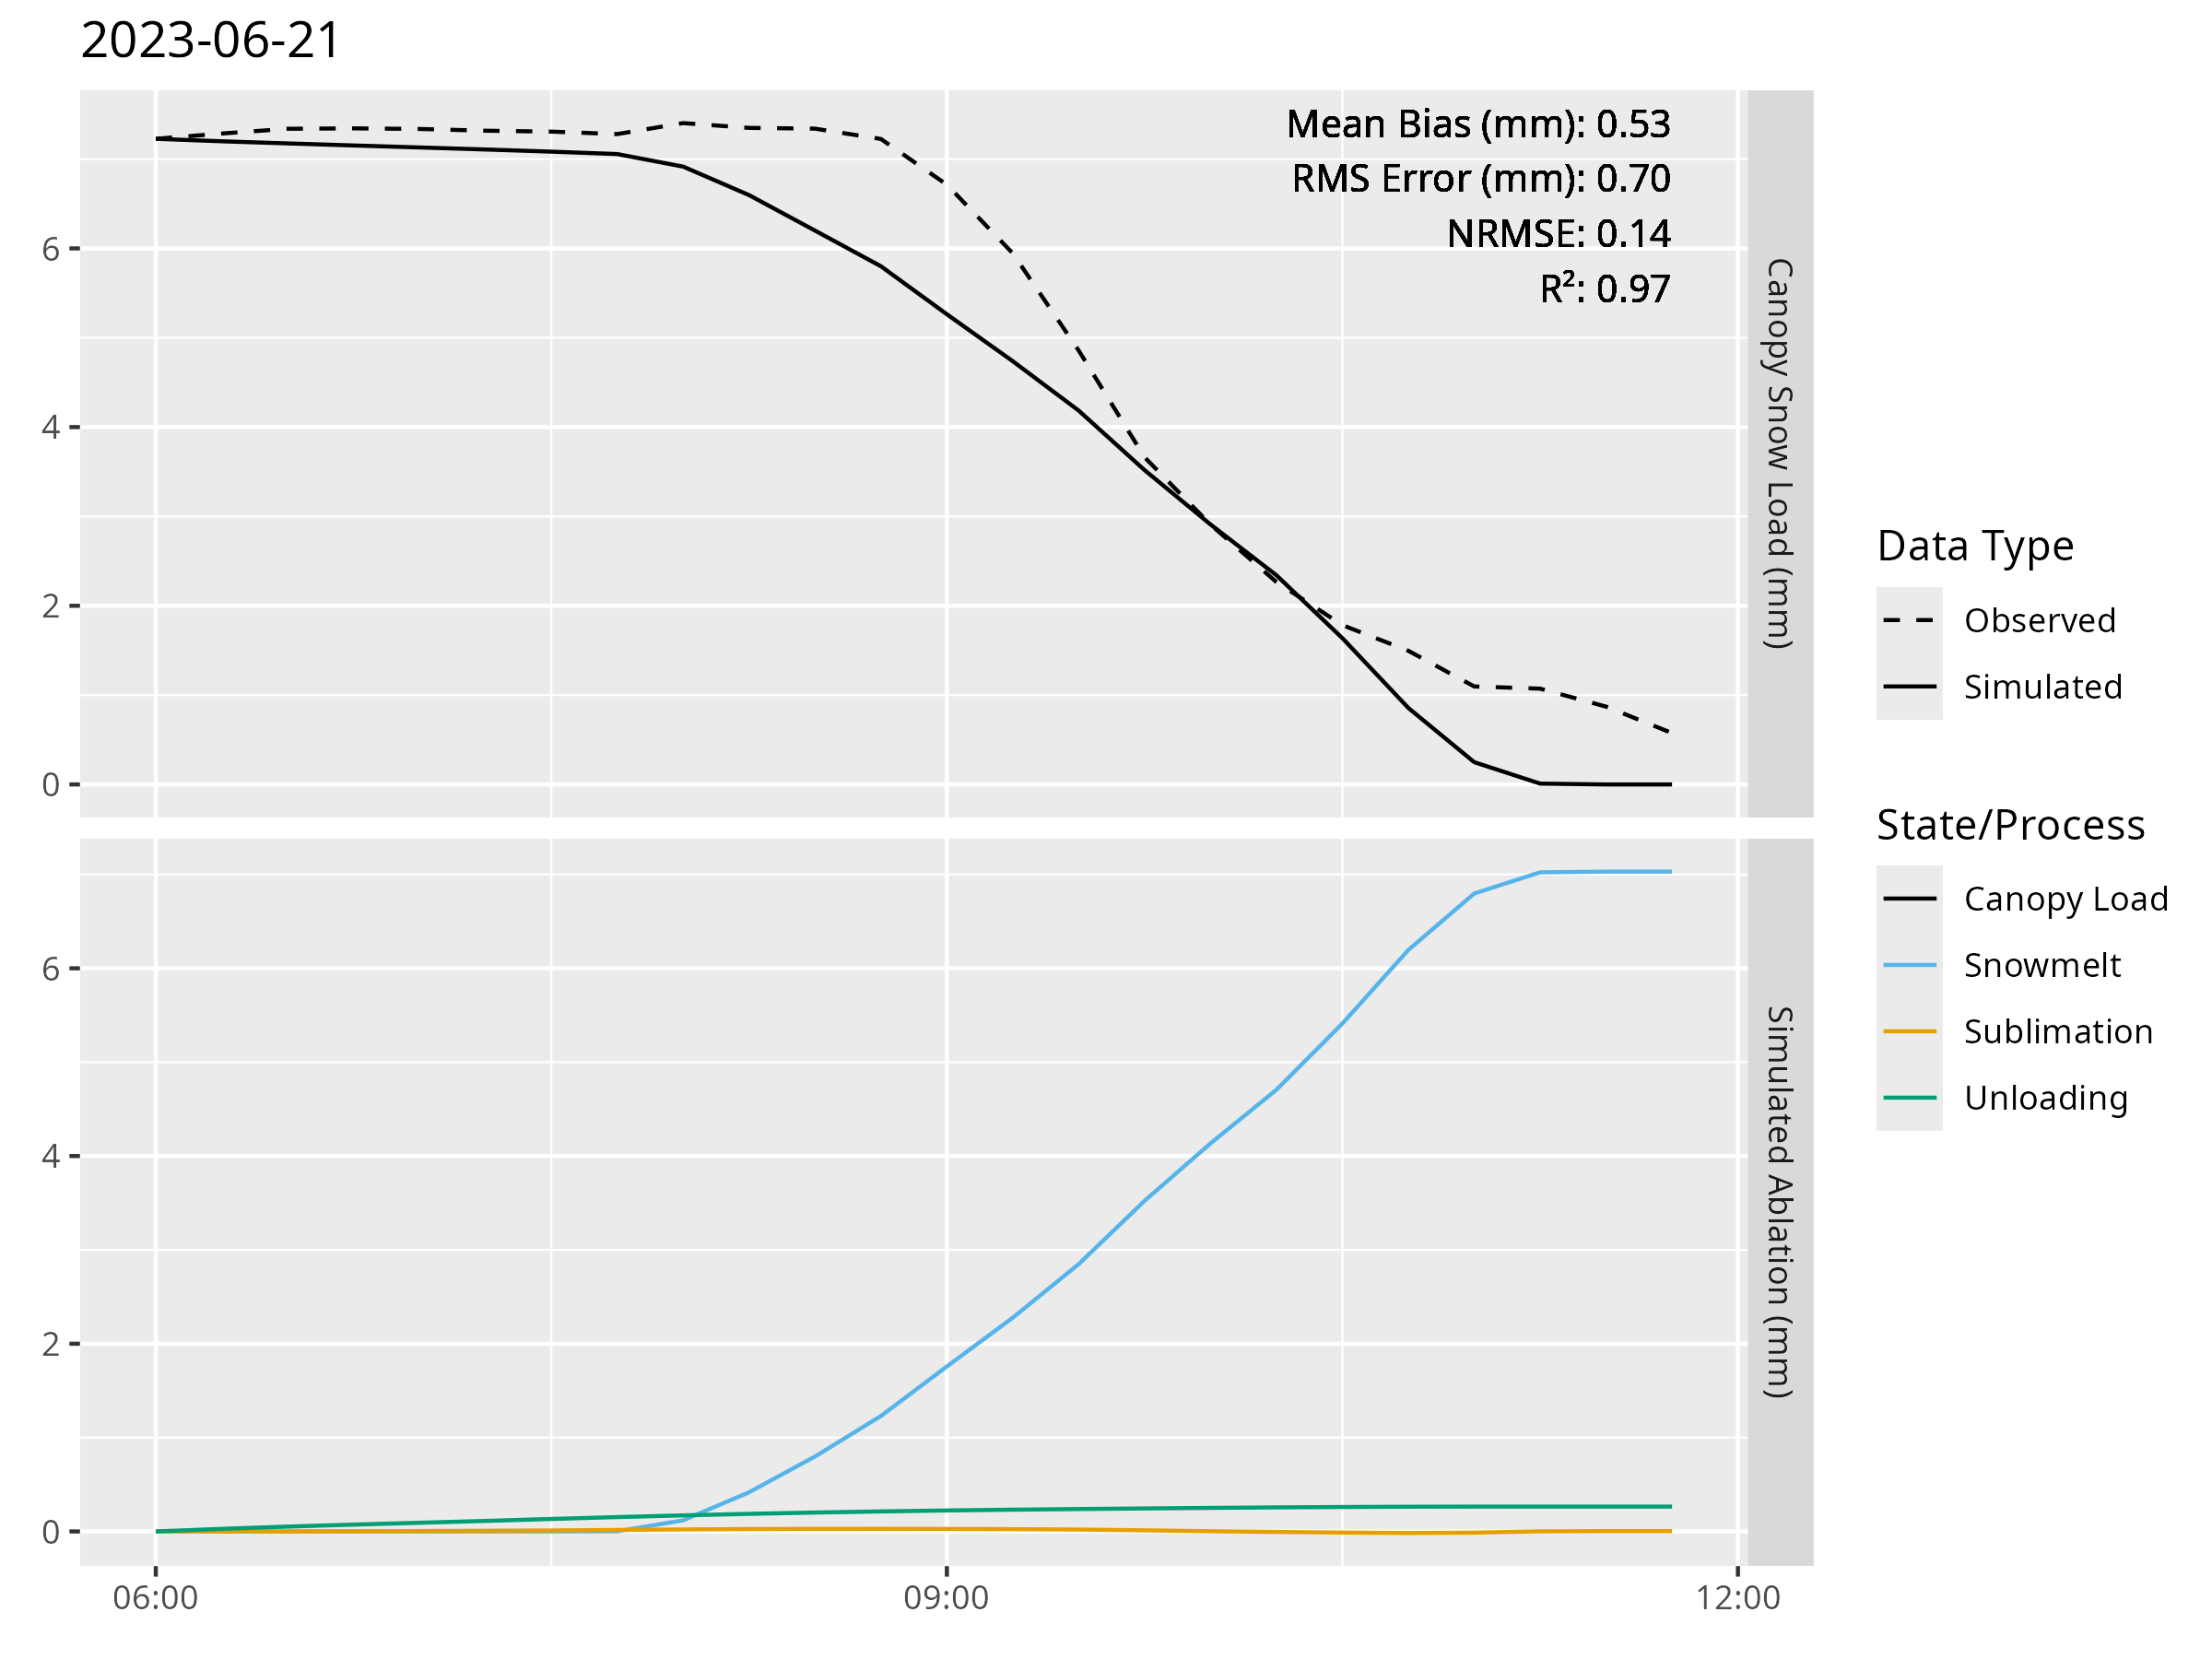 2023-06-21
Mean Bias (mm): 0.53
RMS Error (mm): 0.70
NRMSE: 0.14
R²: 0.97
6
4
2
0
Canopy Snow Load (mm)
6
4
2
0
Simulated Ablation (mm)
06:00
09:00
12:00
Data Type
Observed
Simulated
State/Process
Canopy Load
Snowmelt
Sublimation
Unloading